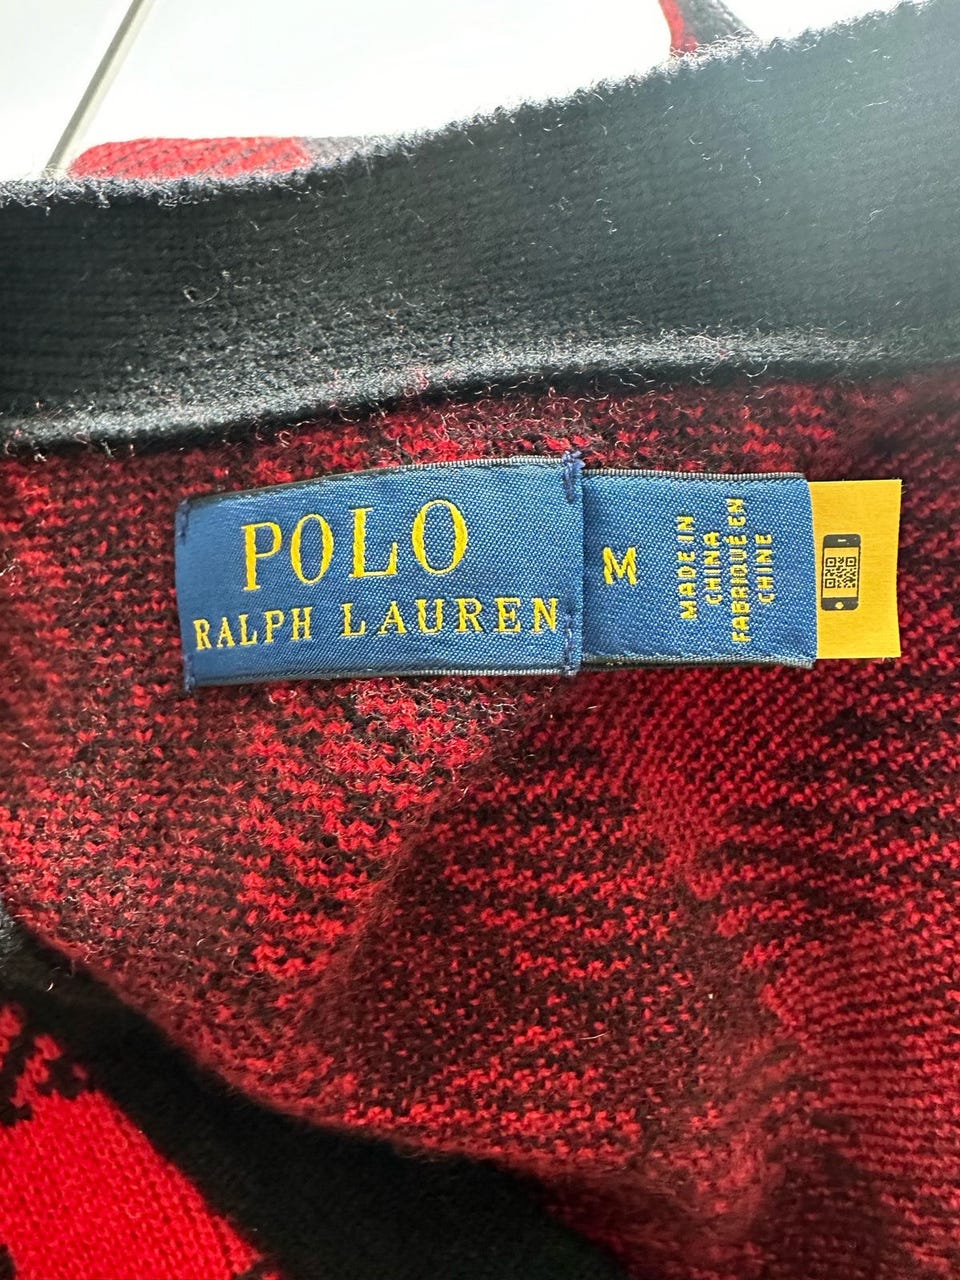 POLO
RALPH LAUREN
M
MADE IN
CHINA
FABRIQUÉ EN
CHINE